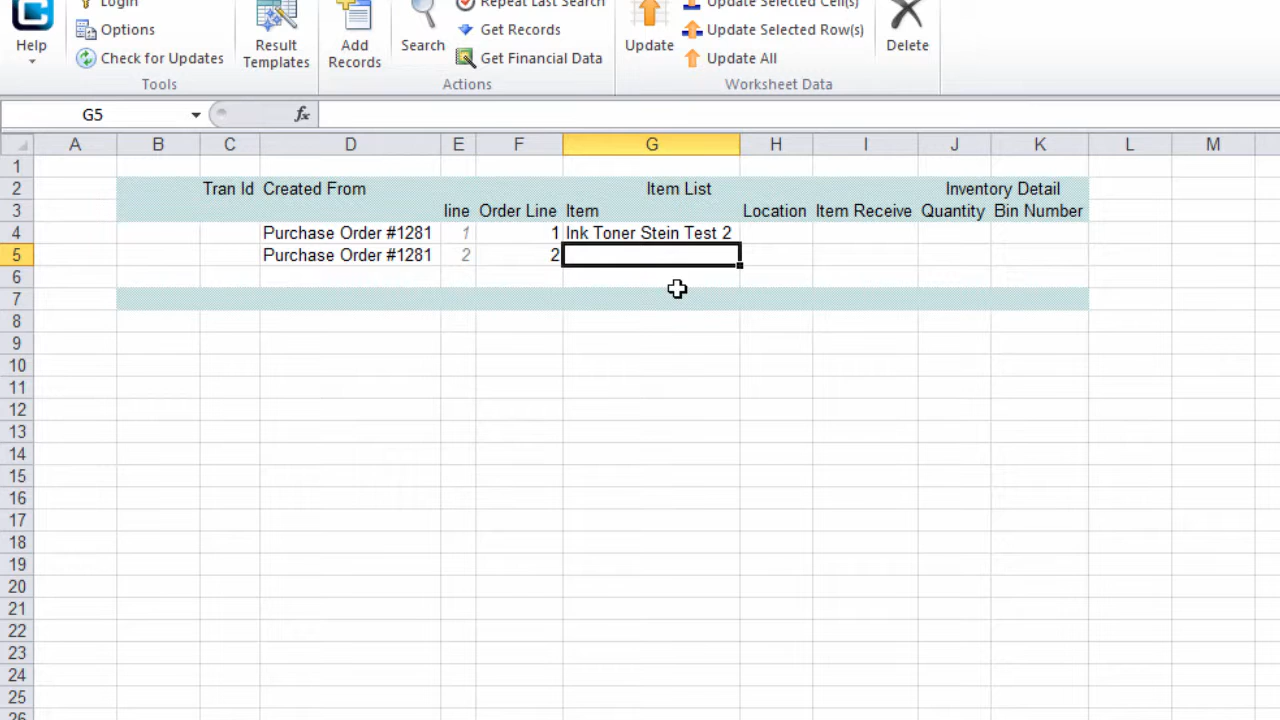 Login
Repeat Last Search
Update Selected Cell(s)
Options
Get Records
Update Selected Row(s)
Help
Check for Updates
Result Templates
Add Records
Search
Get Financial Data
Update
Update All
Delete
Tools
Actions
Worksheet Data
G5
fx
A B C D E F G H I J K L M
1
2 Tran Id Created From Item List Inventory Detail
3 line Order Line Item Location Item Receive Quantity Bin Number
4 Purchase Order #1281 1 1 Ink Toner Stein Test 2
5 Purchase Order #1281 2 2
6
7
8
9
10
11
12
13
14
15
16
17
18
19
20
21
22
23
24
25
26